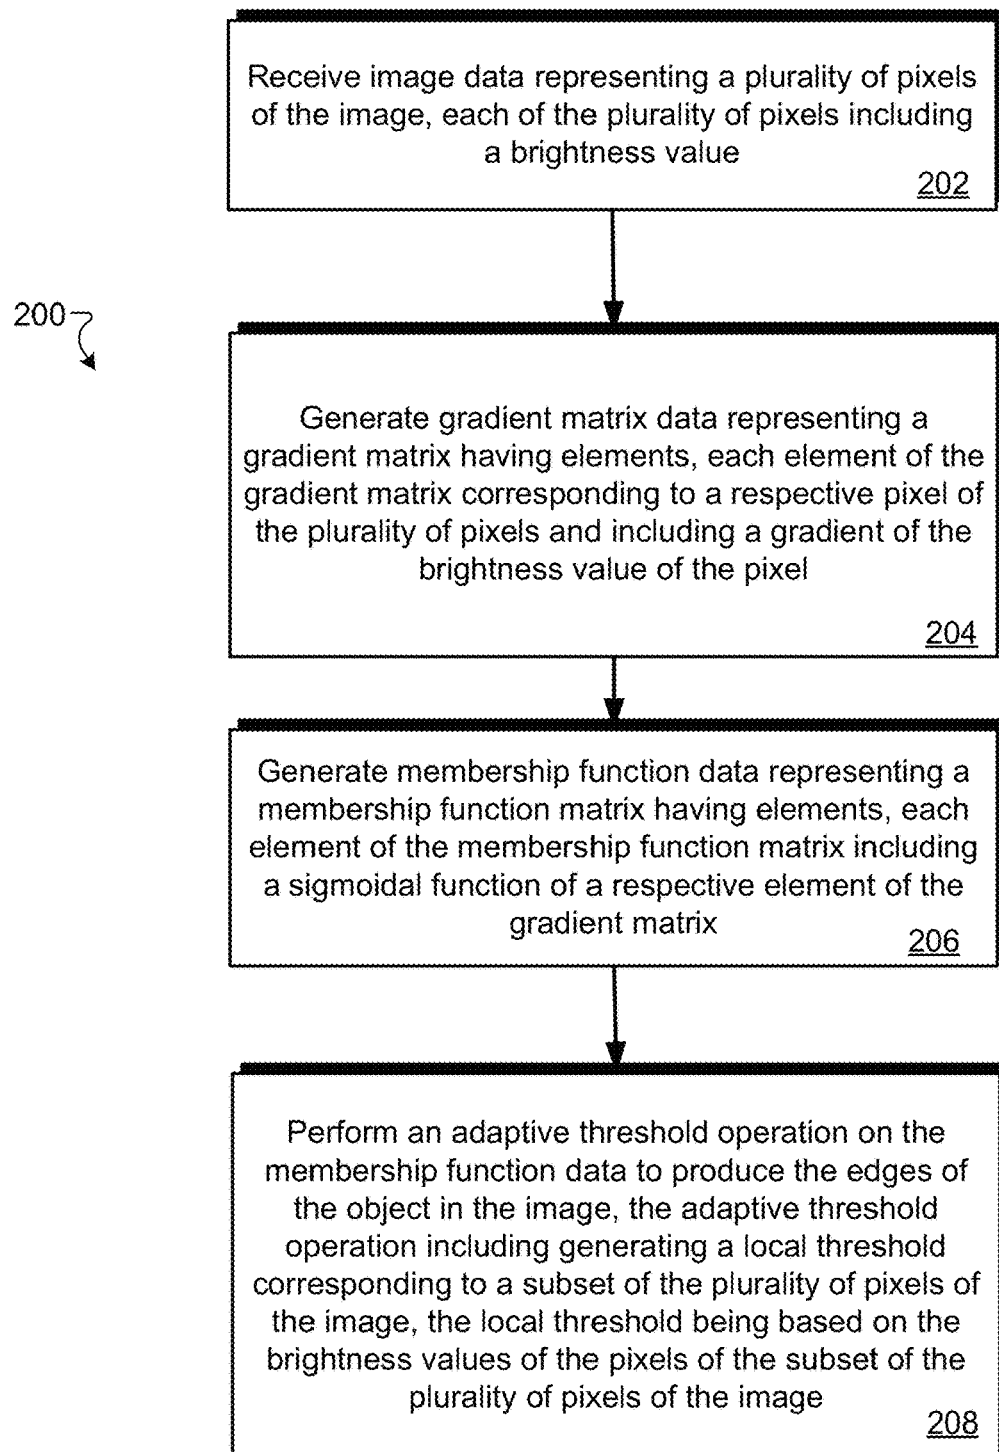 Receive image data representing a plurality of pixels
of the image, each of the plurality of pixels including
a brightness value
202
200
Generate gradient matrix data representing a
gradient matrix having elements, each element of the
gradient matrix corresponding to a respective pixel of
the plurality of pixels and including a gradient of the
brightness value of the pixel
204
Generate membership function data representing a
membership function matrix having elements, each
element of the membership function matrix including
a sigmoidal function of a respective element of the
gradient matrix
206
Perform an adaptive threshold operation on the
membership function data to produce the edges of
the object in the image, the adaptive threshold
operation including generating a local threshold
corresponding to a subset of the plurality of pixels of
the image, the local threshold being based on the
brightness values of the pixels of the subset of the
plurality of pixels of the image
208